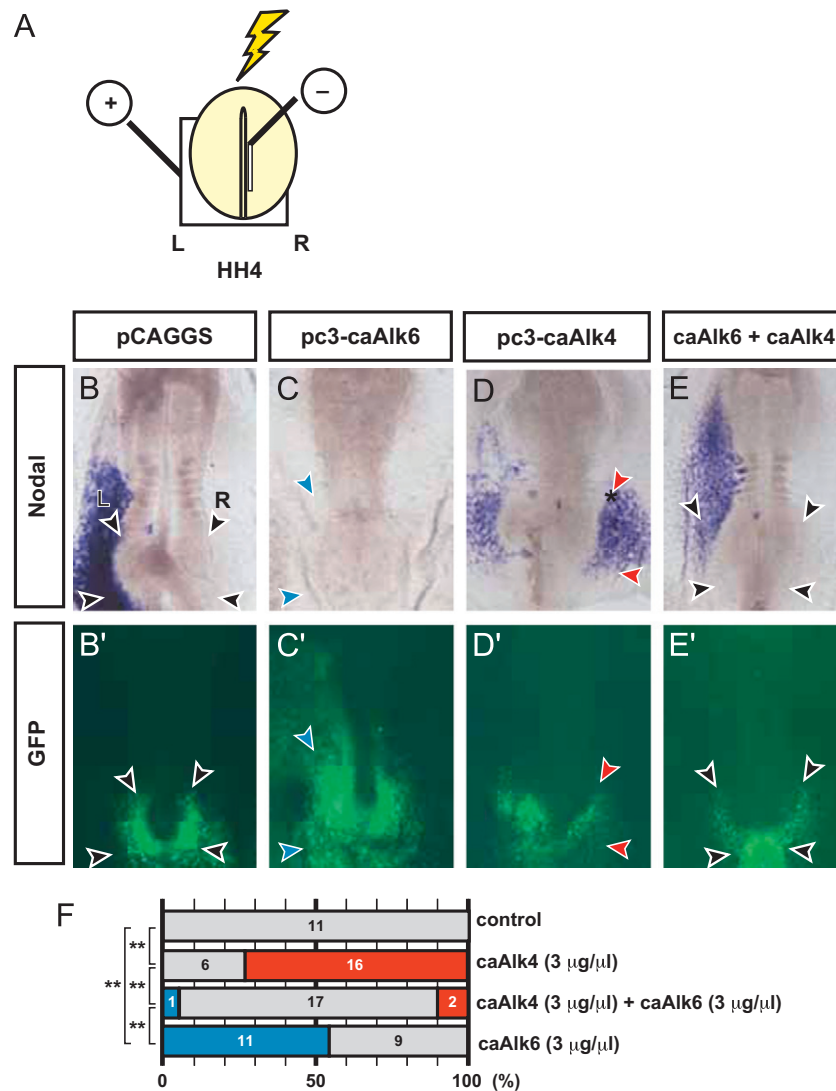 A
+
–
L R
HH4
pCAGGS
pc3-caAlk6
pc3-caAlk4
caAlk6 + caAlk4
Nodal
B
L
R
C
D
*
E
GFP
B'
C'
D'
E'
F
11
control
**
6
16
caAlk4 (3 μg/μl)
**
**
1
17
2
caAlk4 (3 μg/μl) + caAlk6 (3 μg/μl)
**
11
9
caAlk6 (3 μg/μl)
0 50 100 (%)